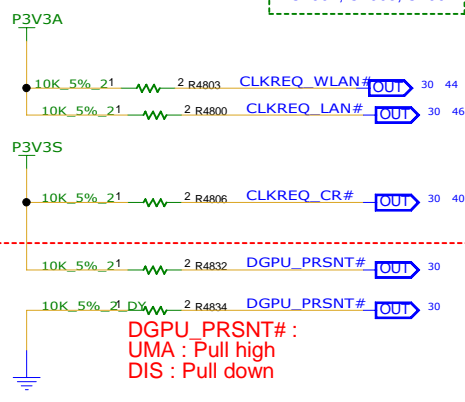 P3V3A
10K_5%_2 1 2 R4803 CLKREQ_WLAN# OUT 30 44
10K_5%_2 1 2 R4800 CLKREQ_LAN# OUT 30 46
P3V3S
10K_5%_2 1 2 R4806 CLKREQ_CR# OUT 30 40
10K_5%_2 1 2 R4832 DGPU_PRSNT# OUT 30
10K_5%_2_DY 1 2 R4834 DGPU_PRSNT# OUT 30
DGPU_PRSNT# :
UMA : Pull high
DIS : Pull down